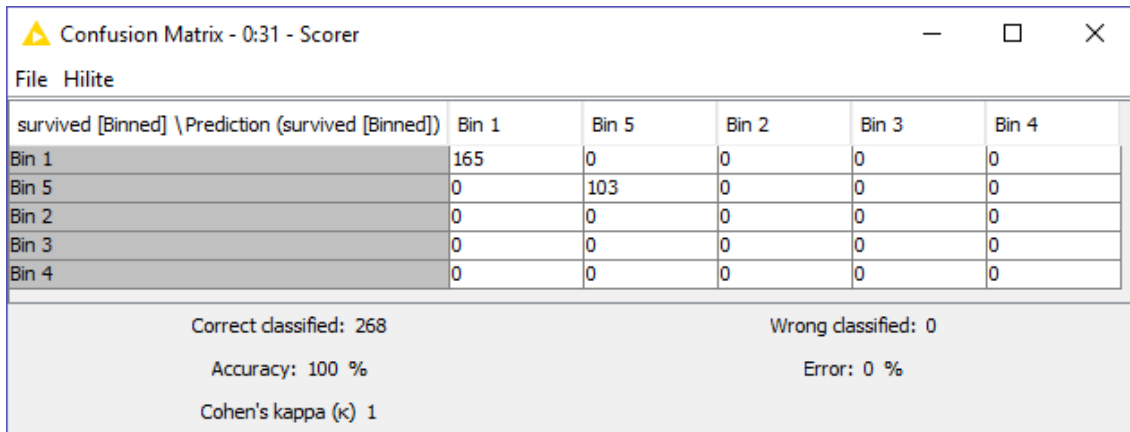 Confusion Matrix - 0:31 - Scorer
File Hilite
survived [Binned] \Prediction (survived [Binned]) Bin 1 Bin 5 Bin 2 Bin 3 Bin 4
Bin 1 165 0 0 0 0
Bin 5 0 103 0 0 0
Bin 2 0 0 0 0 0
Bin 3 0 0 0 0 0
Bin 4 0 0 0 0 0
Correct classified: 268 Wrong classified: 0
Accuracy: 100 % Error: 0 %
Cohen's kappa (κ) 1